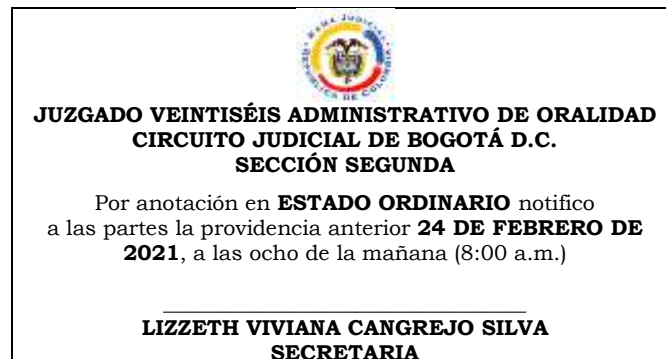 JUZGADO VEINTISÉIS ADMINISTRATIVO DE ORALIDAD
CIRCUITO JUDICIAL DE BOGOTÁ D.C.
SECCIÓN SEGUNDA
Por anotación en ESTADO ORDINARIO notifico
a las partes la providencia anterior 24 DE FEBRERO DE
2021, a las ocho de la mañana (8:00 a.m.)
LIZZETH VIVIANA CANGREJO SILVA
SECRETARIA